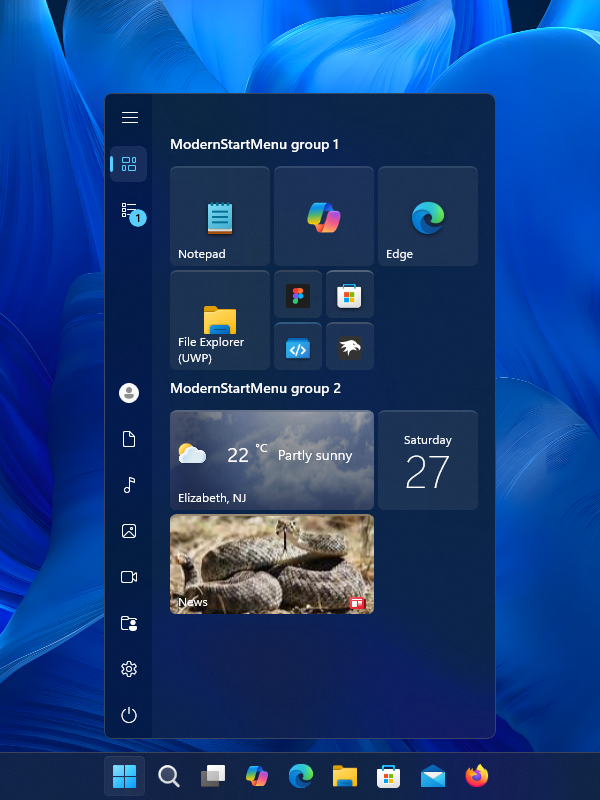 ModernStartMenu group 1
1
Notepad
Edge
File Explorer
(UWP)
ModernStartMenu group 2
22 °C Partly sunny
Elizabeth, NJ
Saturday
27
News